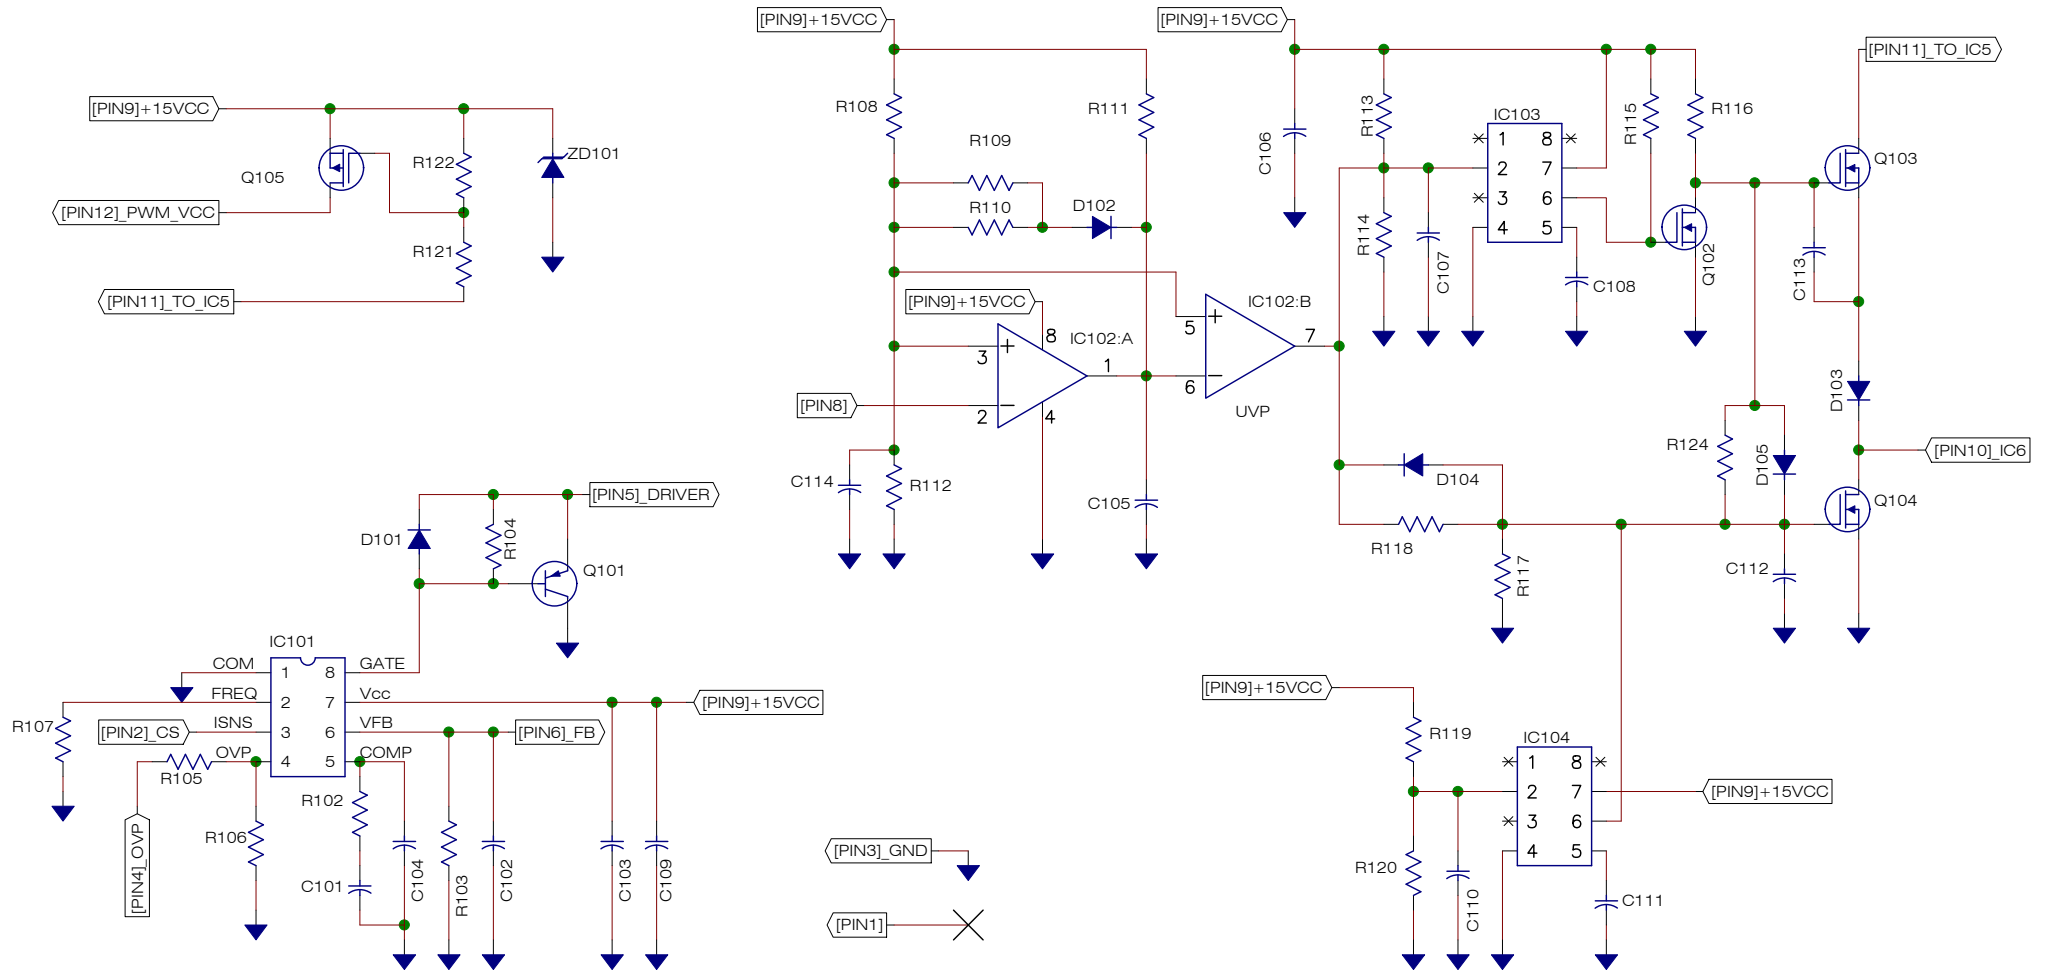 [PIN9]+15VCC
R122
ZD101
Q105
[PIN12]_PWM_VCC
R121
[PIN11]_TO_IC5
[PIN9]+15VCC
R108
R111
R109
R110
D102
[PIN9]+15VCC
IC102:A
8
3
1
2
4
[PIN8]
IC102:B
5
7
6
UVP
C114
R112
C105
[PIN9]+15VCC
C106
R113
R114
C107
IC103
1 8
2 7
3 6
4 5
C108
R115
R116
Q102
Q103
[PIN11]_TO_IC5
C113
D103
[PIN10]_IC6
R124
D105
Q104
D104
R118
R117
C112
[PIN5]_DRIVER
D101
R104
Q101
IC101
COM 1 8 GATE
FREQ 2 7 Vcc
ISNS 3 6 VFB
OVP 4 5 COMP
R107
[PIN2]_CS
R105
[PIN4]_OVP
R106
R102
C101
C104
R103
C102
[PIN6]_FB
C103
C109
[PIN9]+15VCC
[PIN3]_GND
[PIN1]
[PIN9]+15VCC
R119
R120
C110
IC104
1 8
2 7
3 6
4 5
C111
[PIN9]+15VCC